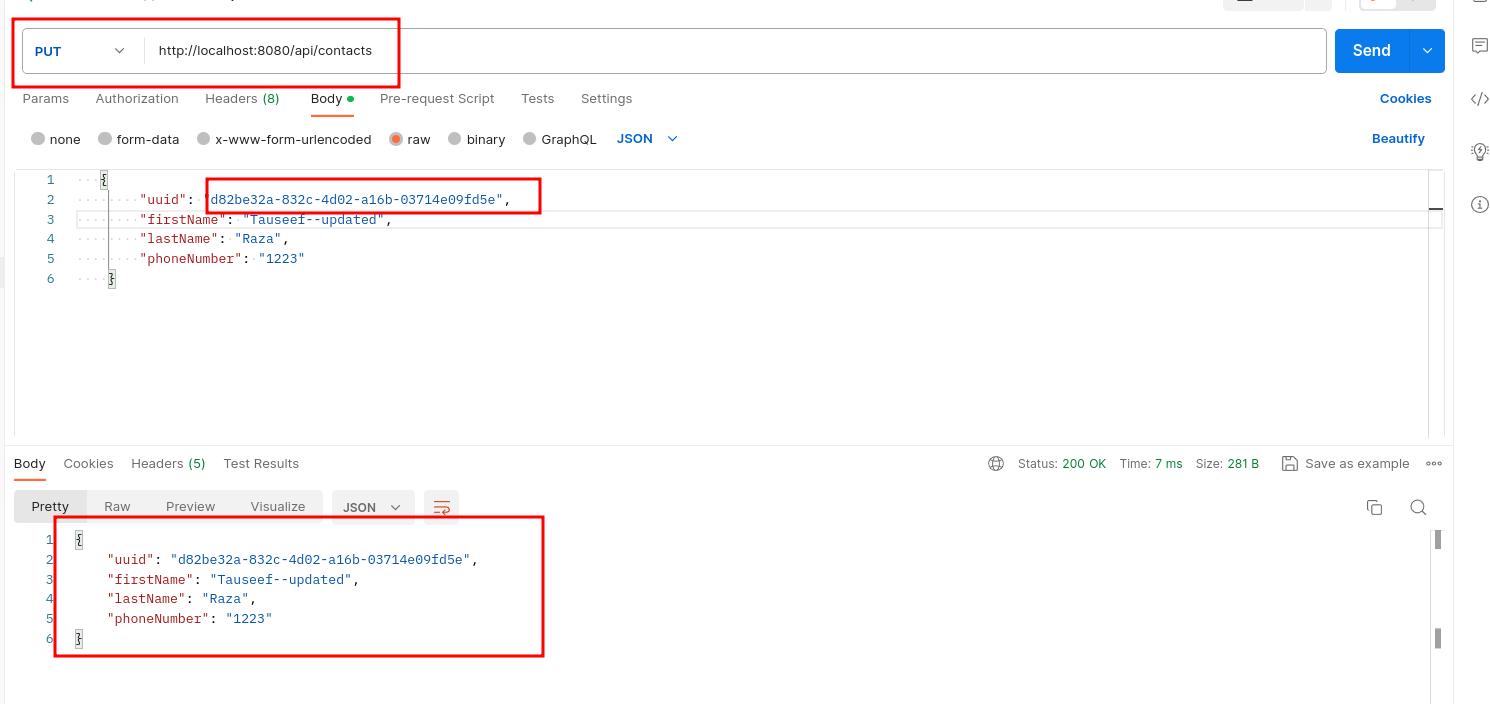 PUT http://localhost:8080/api/contacts Send
Params Authorization Headers (8) Body Pre-request Script Tests Settings Cookies
none form-data x-www-form-urlencoded raw binary GraphQL JSON Beautify
1 {
2 "uuid": "d82be32a-832c-4d02-a16b-03714e09fd5e",
3 "firstName": "Tauseef--updated",
4 "lastName": "Raza",
5 "phoneNumber": "1223"
6 }
Body Cookies Headers (5) Test Results Status: 200 OK Time: 7 ms Size: 281 B Save as example
Pretty Raw Preview Visualize JSON
1 {
2 "uuid": "d82be32a-832c-4d02-a16b-03714e09fd5e",
3 "firstName": "Tauseef--updated",
4 "lastName": "Raza",
5 "phoneNumber": "1223"
6 }